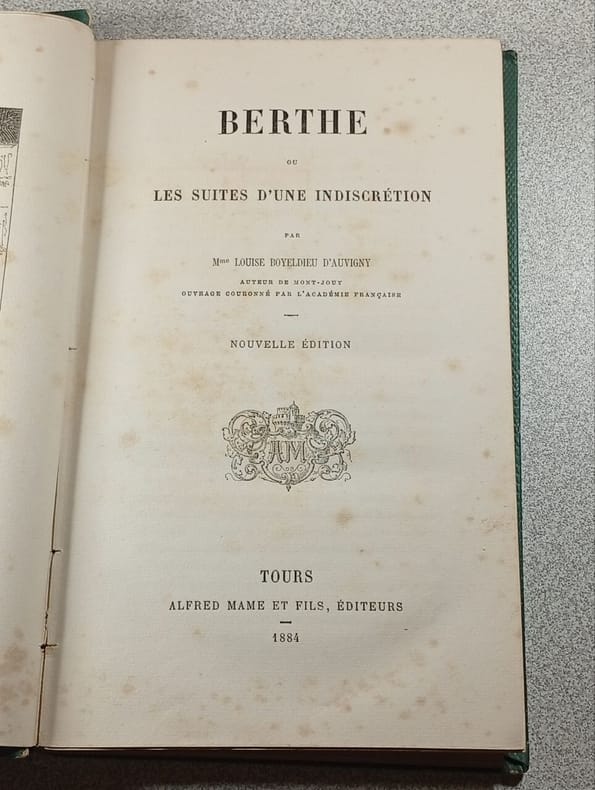 BERTHE
OU
LES SUITES D'UNE INDISCRÉTION
PAR
Mme LOUISE BOYELDIEU D'AUVIGNY
AUTEUR DE MONT-JOUY
OUVRAGE COURONNÉ PAR L'ACADÉMIE FRANÇAISE
NOUVELLE ÉDITION
AM
TOURS
ALFRED MAME ET FILS, ÉDITEURS
1884